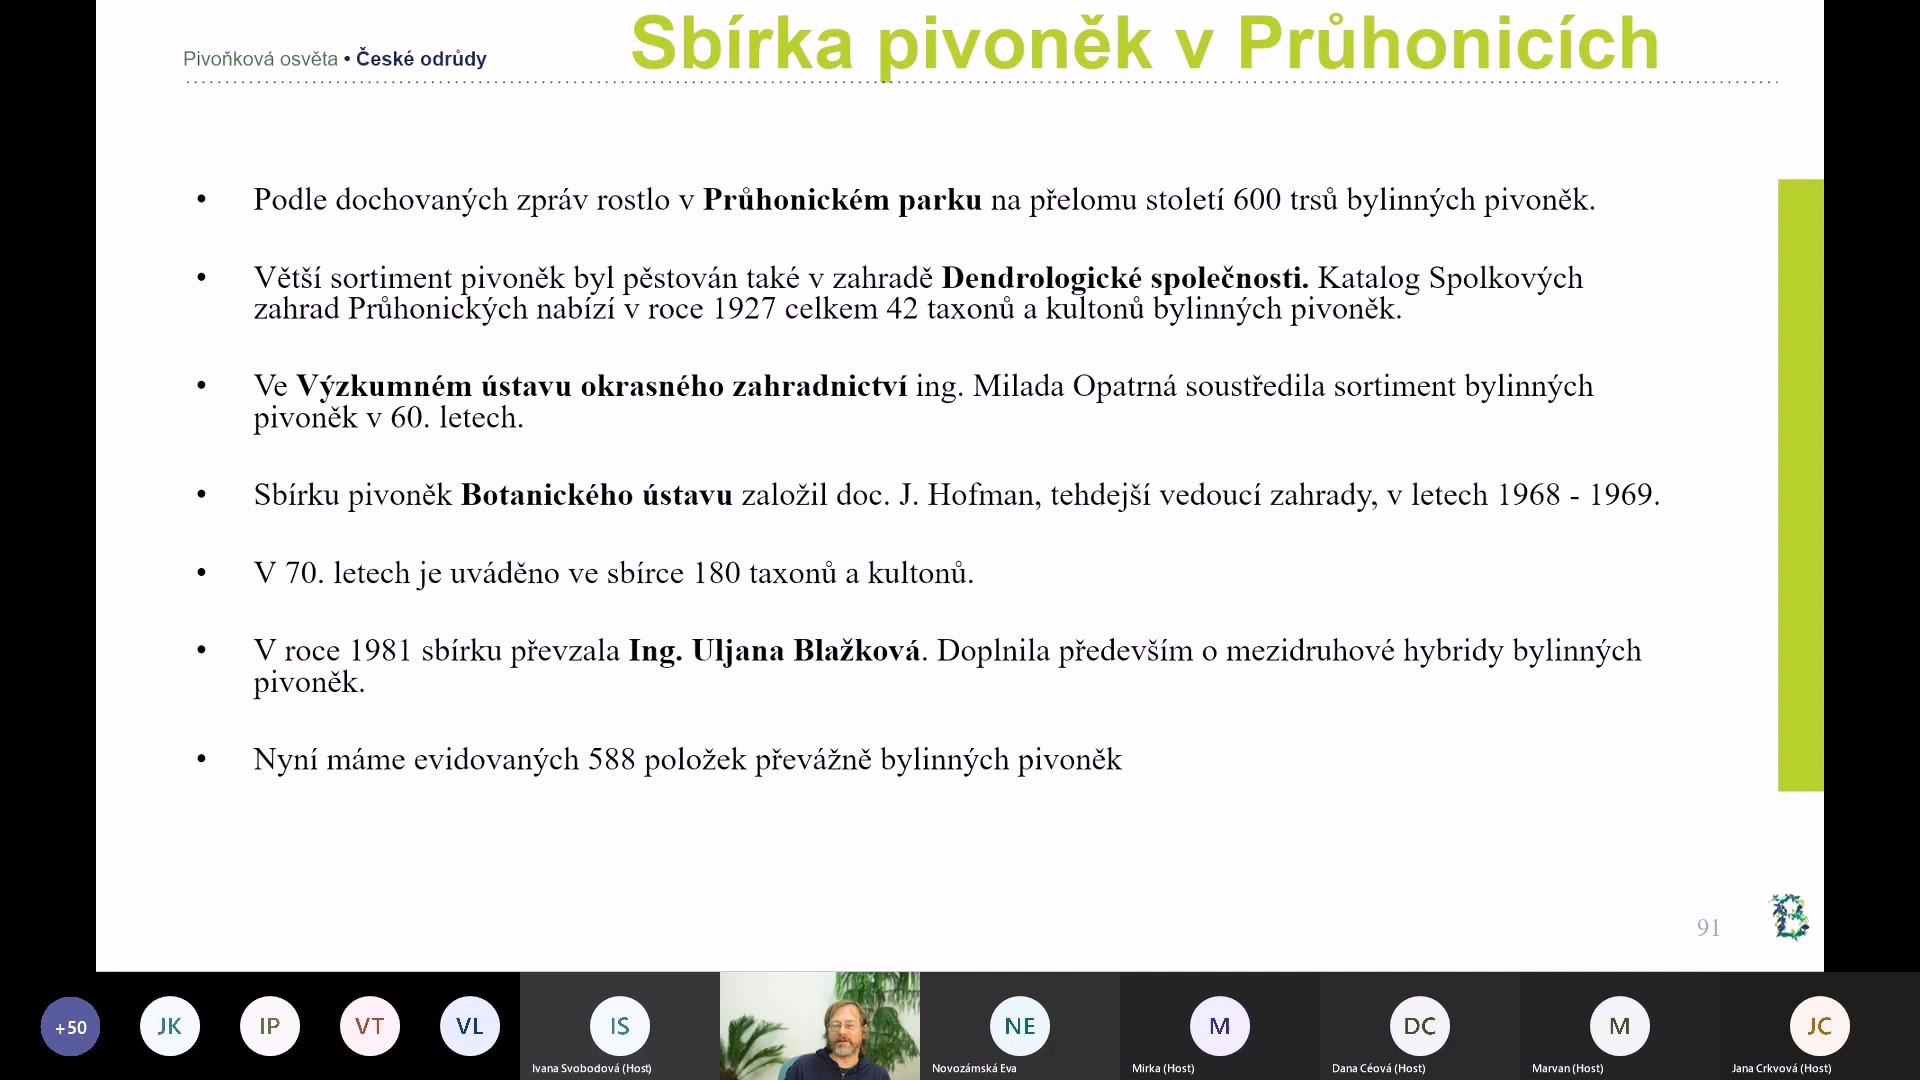 Pivoňková osvěta • České odrůdy
Sbírka pivoněk v Průhonicích
• Podle dochovaných zpráv rostlo v Průhonickém parku na přelomu století 600 trsů bylinných pivoněk.
• Větší sortiment pivoněk byl pěstován také v zahradě Dendrologické společnosti. Katalog Spolkových
zahrad Průhonických nabízí v roce 1927 celkem 42 taxonů a kultonů bylinných pivoněk.
• Ve Výzkumném ústavu okrasného zahradnictví ing. Milada Opatrná soustředila sortiment bylinných
pivoněk v 60. letech.
• Sbírku pivoněk Botanického ústavu založil doc. J. Hofman, tehdejší vedoucí zahrady, v letech 1968 - 1969.
• V 70. letech je uváděno ve sbírce 180 taxonů a kultonů.
• V roce 1981 sbírku převzala Ing. Uljana Blažková. Doplnila především o mezidruhové hybridy bylinných
pivoněk.
• Nyní máme evidovaných 588 položek převážně bylinných pivoněk
91
B
+50 JK IP VT VL IS NE M DC M JC
Ivana Svobodová (Host) Novozámská Eva Mirka (Host) Dana Céová (Host) Marvan (Host) Jana Crkvová (Host)